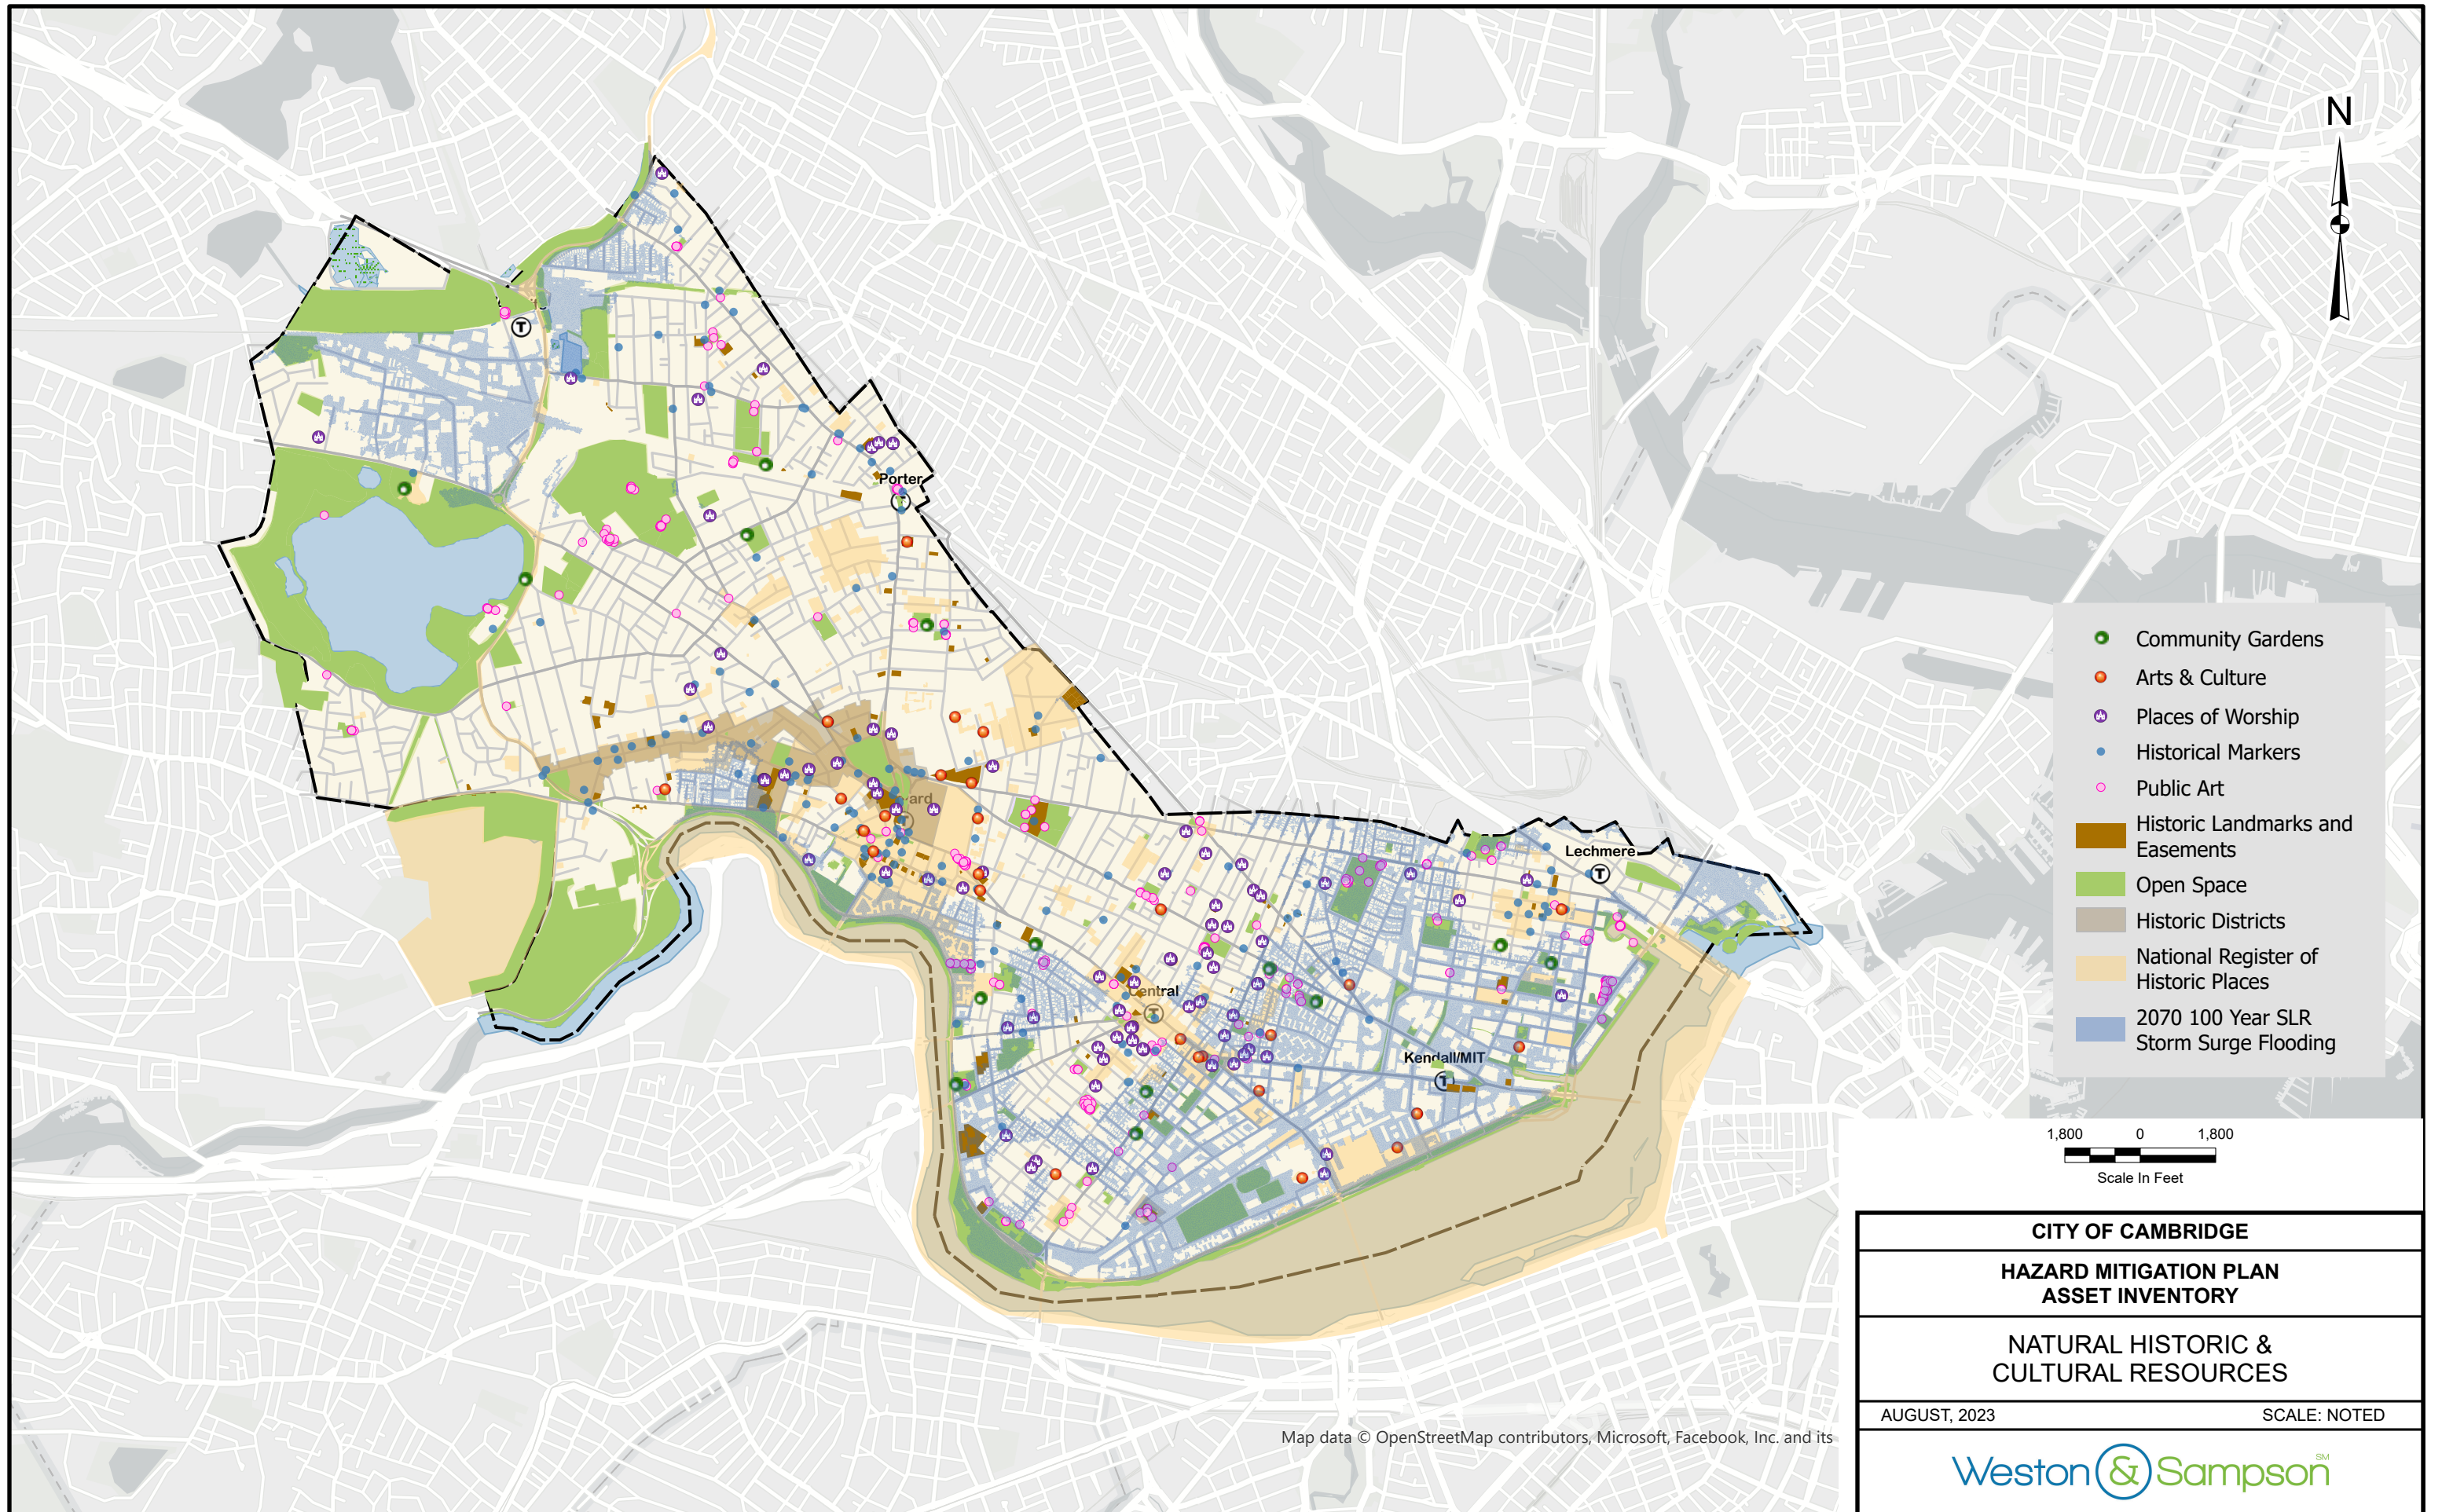 N
Porter
ard
Lechmere
T
Central
T
Kendall/MIT
T
T
Community Gardens
Arts & Culture
Places of Worship
Historical Markers
Public Art
Historic Landmarks and
Easements
Open Space
Historic Districts
National Register of
Historic Places
2070 100 Year SLR
Storm Surge Flooding
1,800 0 1,800
Scale In Feet
CITY OF CAMBRIDGE
HAZARD MITIGATION PLAN
ASSET INVENTORY
NATURAL HISTORIC &
CULTURAL RESOURCES
AUGUST, 2023 SCALE: NOTED
Weston & Sampson SM
Map data © OpenStreetMap contributors, Microsoft, Facebook, Inc. and its